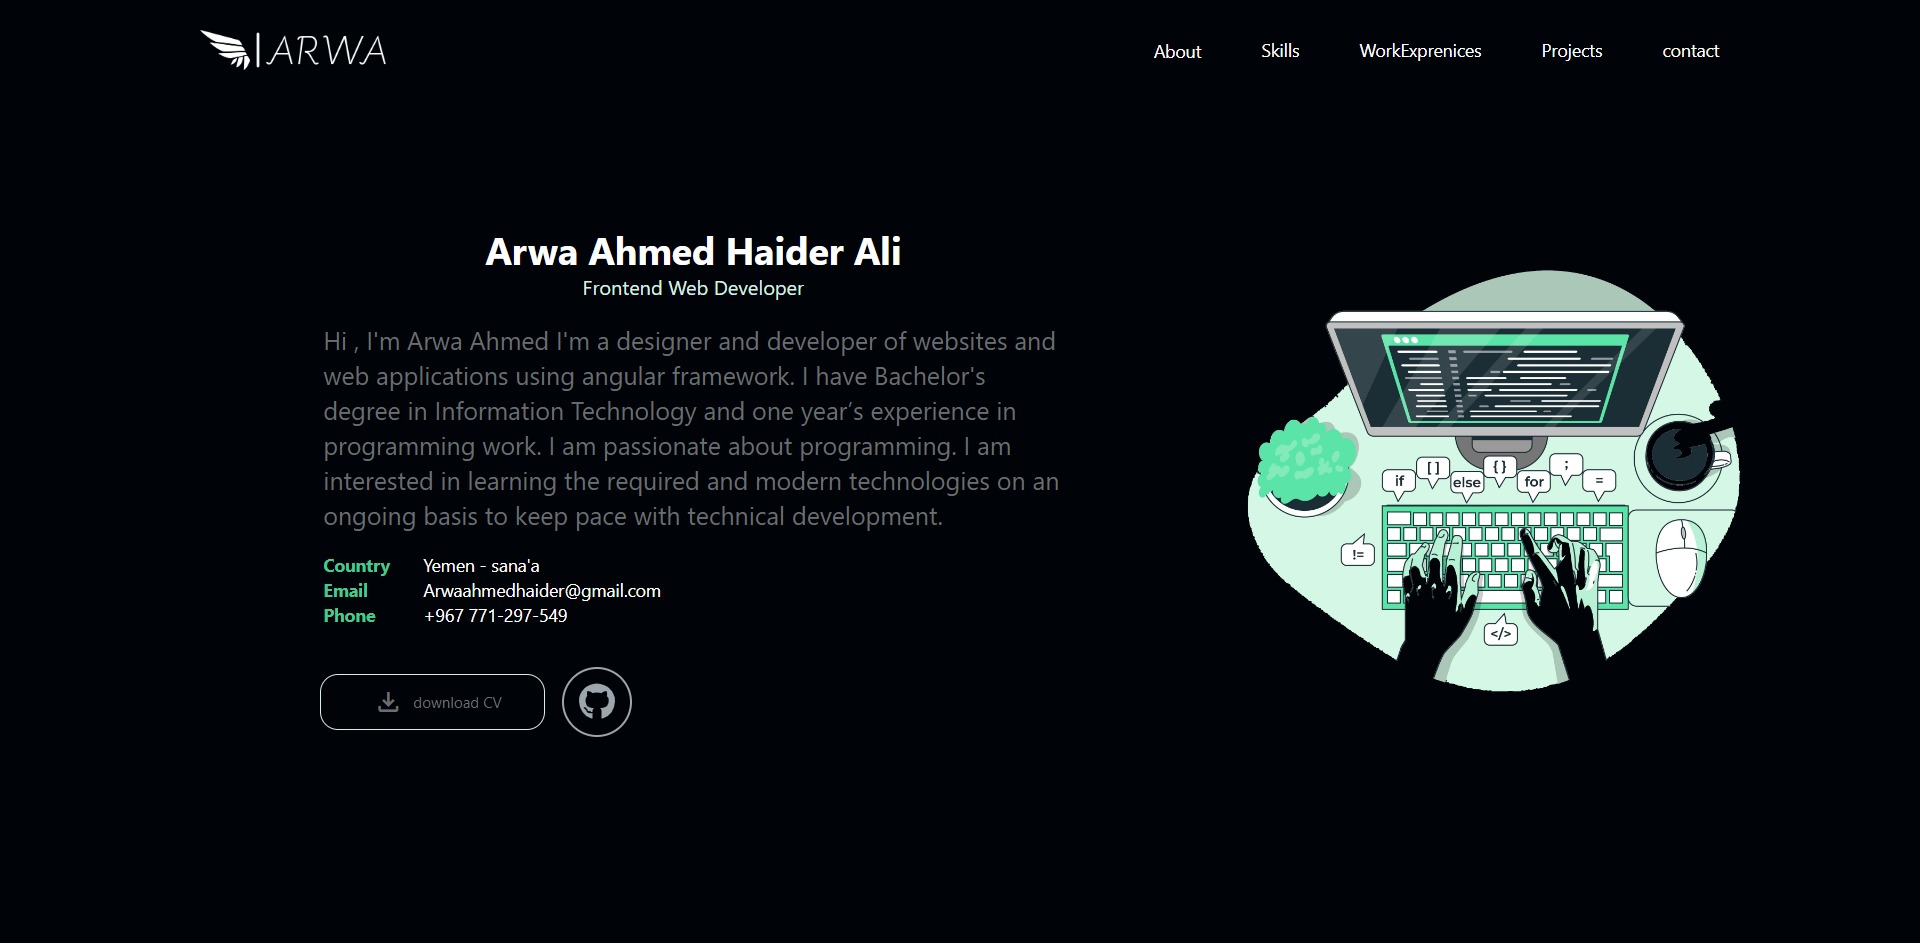 ARWA
About Skills WorkExprenices Projects contact
Arwa Ahmed Haider Ali
Frontend Web Developer
Hi , I'm Arwa Ahmed I'm a designer and developer of websites and
web applications using angular framework. I have Bachelor's
degree in Information Technology and one year’s experience in
programming work. I am passionate about programming. I am
interested in learning the required and modern technologies on an
ongoing basis to keep pace with technical development.
Country Yemen - sana'a
Email Arwaahmedhaider@gmail.com
Phone +967 771-297-549
download CV
if [ ] else { } for ; =
!=
</>